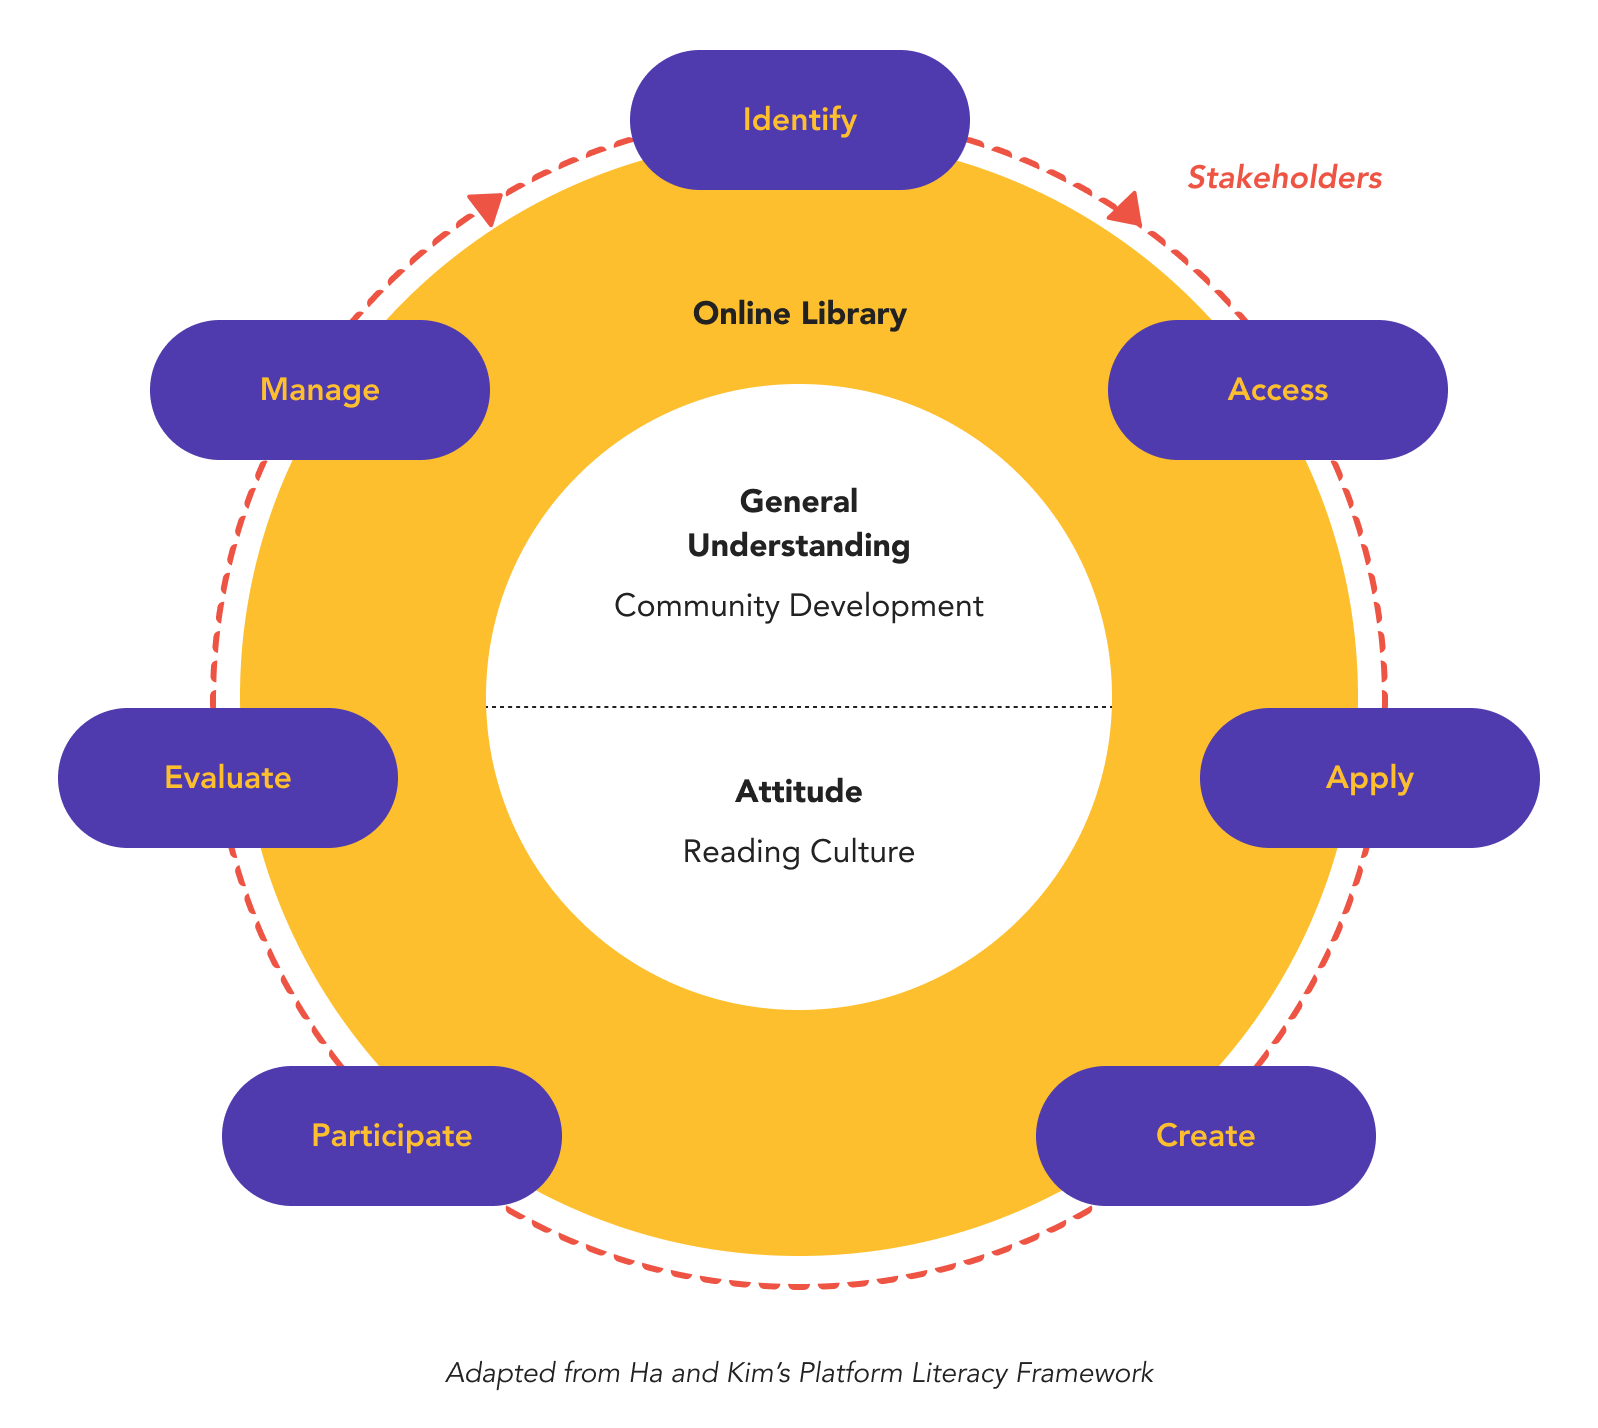 Identify
Stakeholders
Online Library
Manage
Access
General
Understanding
Community Development
Evaluate
Apply
Attitude
Reading Culture
Participate
Create
Adapted from Ha and Kim’s Platform Literacy Framework